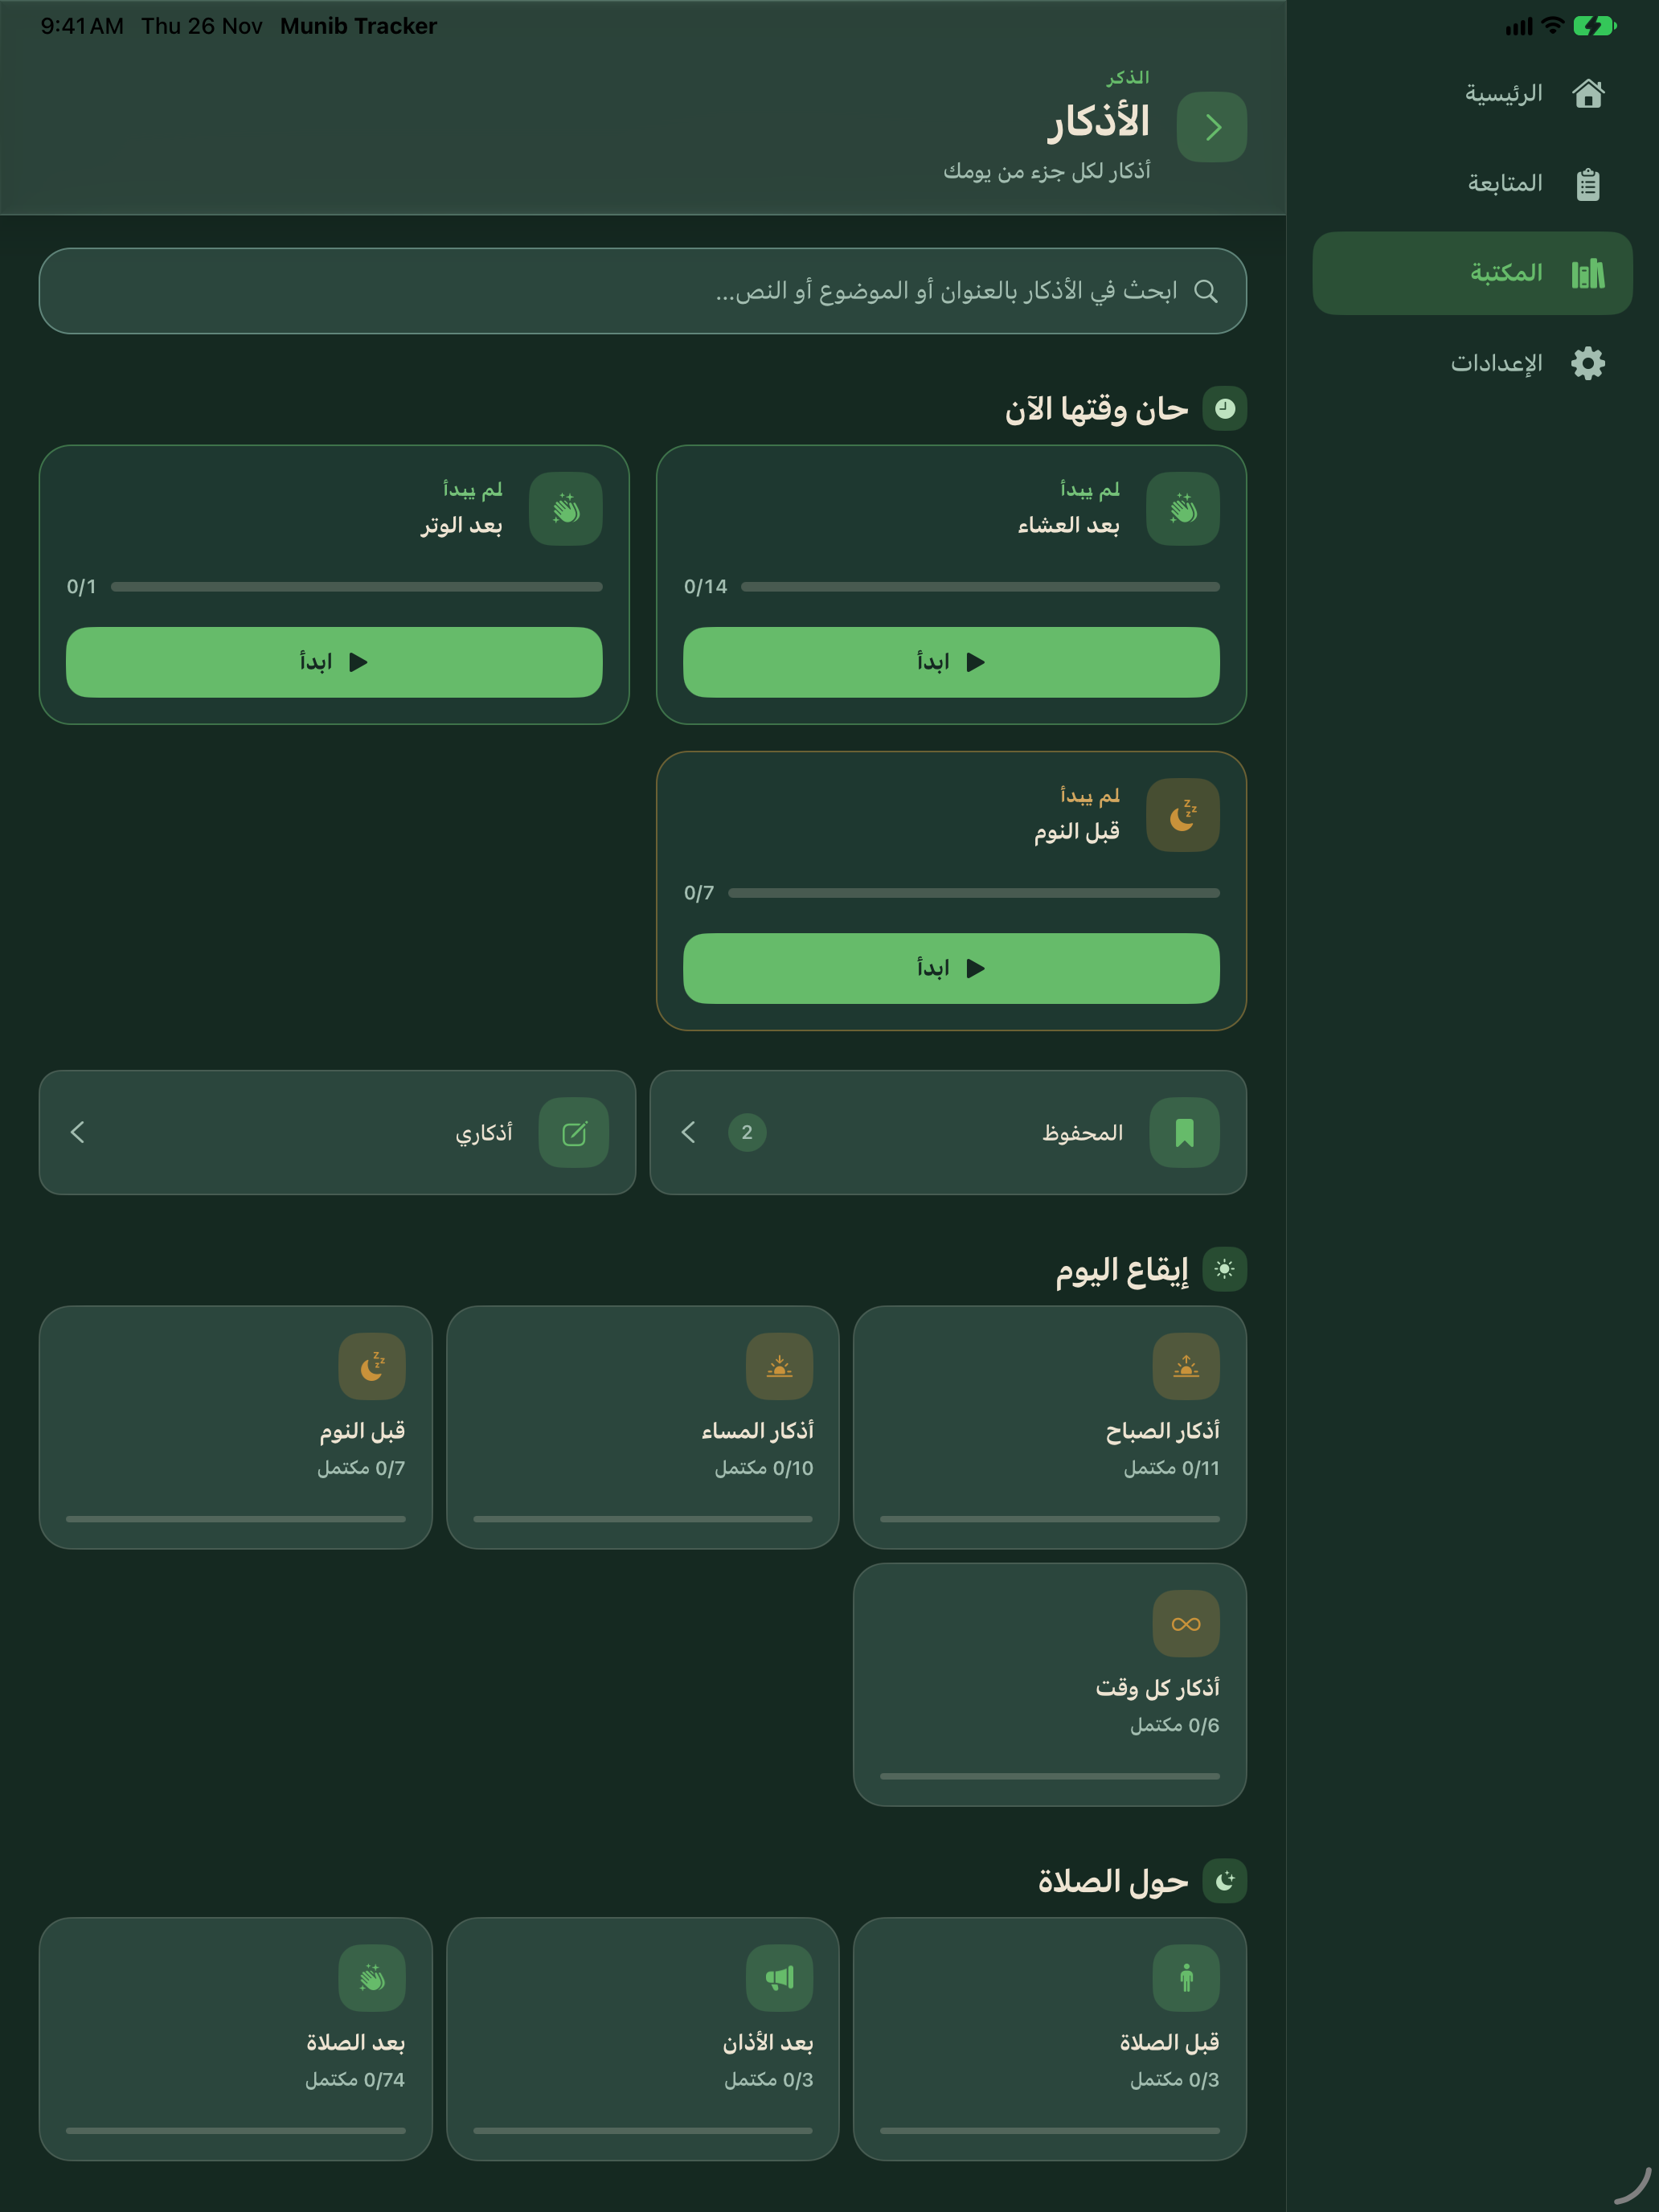 9:41 AM Thu 26 Nov Munib Tracker
الرئيسية
المتابعة
المكتبة
الإعدادات
الذكر
الأذكار
أذكار لكل جزء من يومك
ابحث في الأذكار بالعنوان أو الموضوع أو النص...
حان وقتها الآن
لم يبدأ
بعد العشاء
0/14
ابدأ
لم يبدأ
بعد الوتر
0/1
ابدأ
لم يبدأ
قبل النوم
0/7
ابدأ
المحفوظ
2
أذكاري
إيقاع اليوم
أذكار الصباح
0/11 مكتمل
أذكار المساء
0/10 مكتمل
قبل النوم
0/7 مكتمل
أذكار كل وقت
0/6 مكتمل
حول الصلاة
قبل الصلاة
0/3 مكتمل
بعد الأذان
0/3 مكتمل
بعد الصلاة
0/74 مكتمل